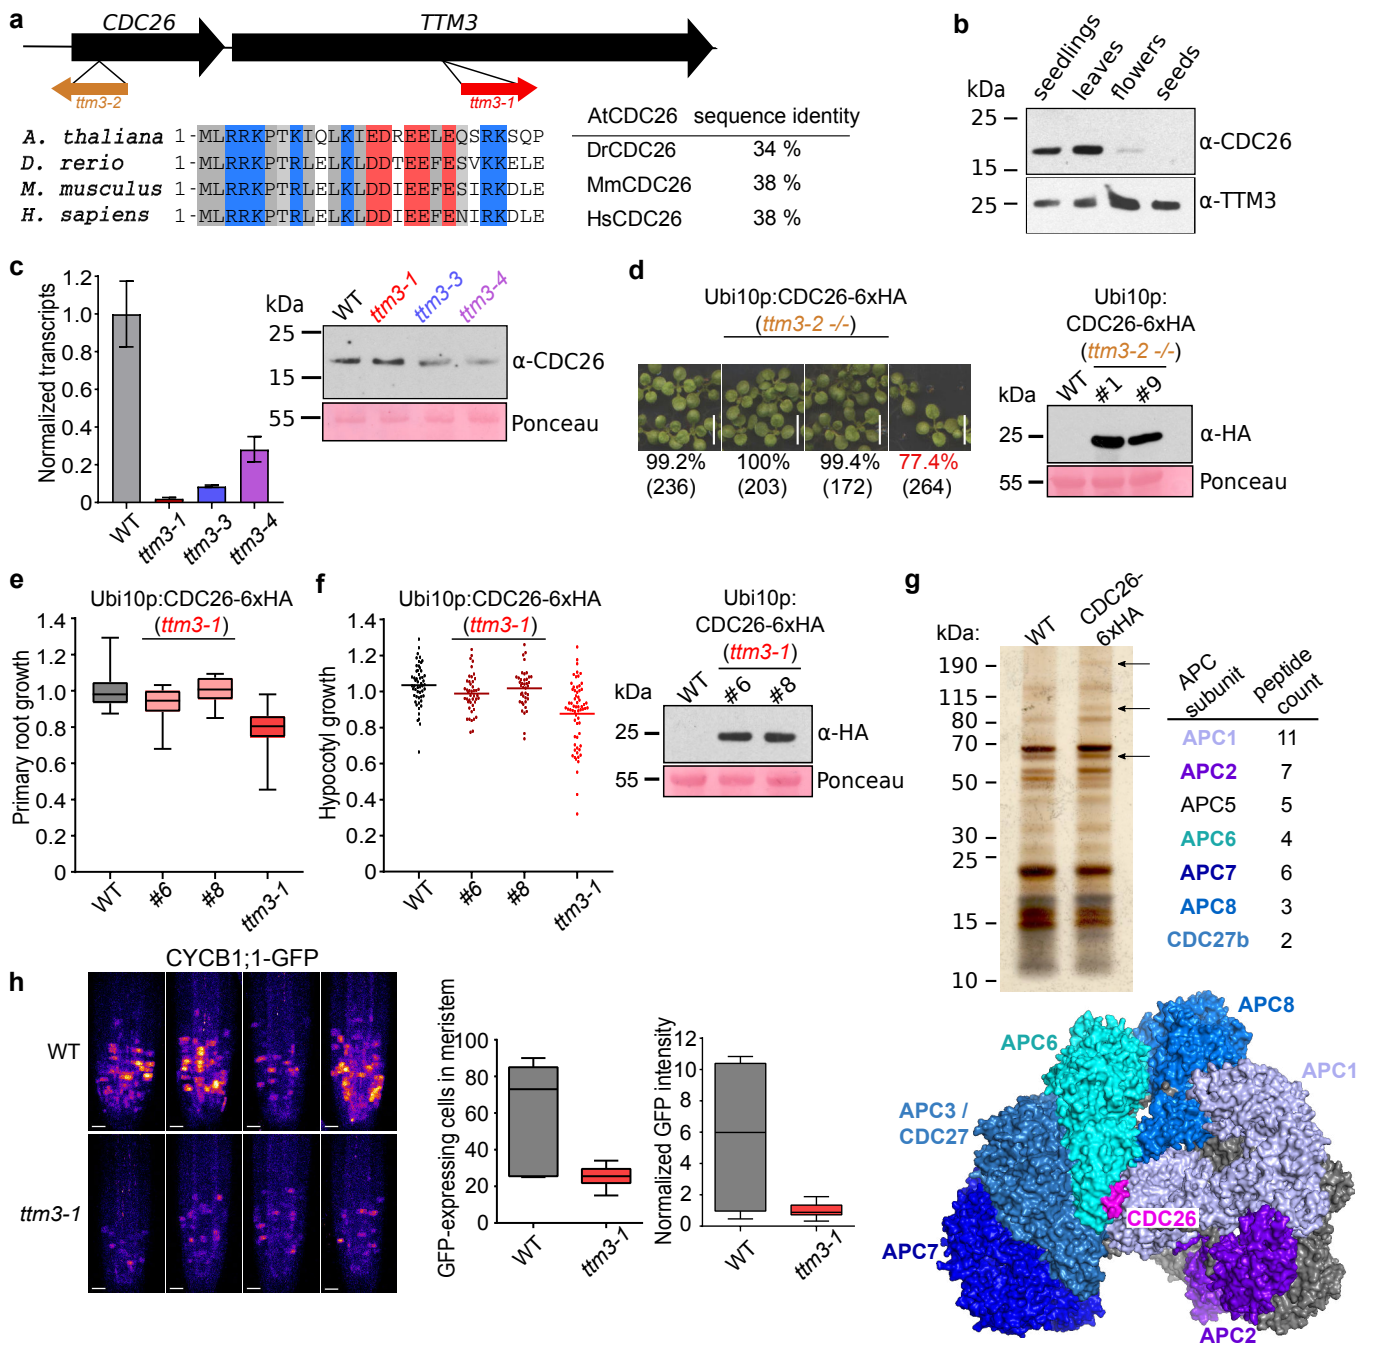 a
CDC26
TTM3
ttm3-2
ttm3-1
A. thaliana 1-MLRRKPTKIQLKIEDREELEQSRKSQP
D. rerio 1-MLRRKPTRLELKLDDTEEFESVKKELE
M. musculus 1-MLRRKPTRLELKLDDIEEFESIRKDLE
H. sapiens 1-MLRRKPTRLELKLDDIEEFENIRKDLE
AtCDC26 sequence identity
DrCDC26 34 %
MmCDC26 38 %
HsCDC26 38 %
b
seedlings
leaves
flowers
seeds
kDa
25
15
α-CDC26
25
α-TTM3
c
Normalized transcripts
1.2
1.0
0.8
0.6
0.4
0.2
0
WT
ttm3-1
ttm3-3
ttm3-4
kDa
WT
ttm3-1
ttm3-3
ttm3-4
25
15
α-CDC26
55
Ponceau
d
Ubi10p:CDC26-6xHA
(ttm3-2 -/-)
99.2% 100% 99.4% 77.4%
(236) (203) (172) (264)
Ubi10p:
CDC26-6xHA
(ttm3-2 -/-)
kDa
WT
#1
#9
25
α-HA
55
Ponceau
e
Ubi10p:CDC26-6xHA
(ttm3-1)
Primary root growth
1.4
1.2
1.0
0.8
0.6
0.4
0.2
0
WT
#6
#8
ttm3-1
f
Ubi10p:CDC26-6xHA
(ttm3-1)
Hypocotyl growth
1.4
1.2
1.0
0.8
0.6
0.4
0.2
0
WT
#6
#8
ttm3-1
Ubi10p:
CDC26-6xHA
(ttm3-1)
kDa
WT
#6
#8
25
α-HA
55
Ponceau
g
kDa:
WT
CDC26-
6xHA
190
115
80
70
50
30
25
15
10
APC
subunit
peptide
count
APC1 11
APC2 7
APC5 5
APC6 4
APC7 6
APC8 3
CDC27b 2
APC8
APC6
APC1
APC3 /
CDC27
CDC26
APC7
APC2
h
CYCB1;1-GFP
WT
ttm3-1
GFP-expressing cells in meristem
100
80
60
40
20
0
WT
ttm3-1
Normalized GFP intensity
12
10
8
6
4
2
0
WT
ttm3-1